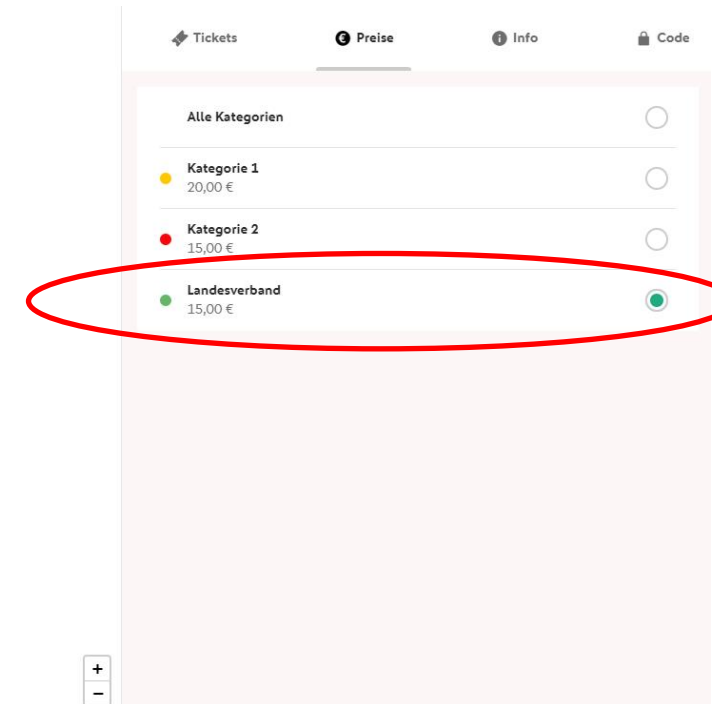 Tickets
Preise
Info
Code
Alle Kategorien
Kategorie 1
20,00 €
Kategorie 2
15,00 €
Landesverband
15,00 €
+
−